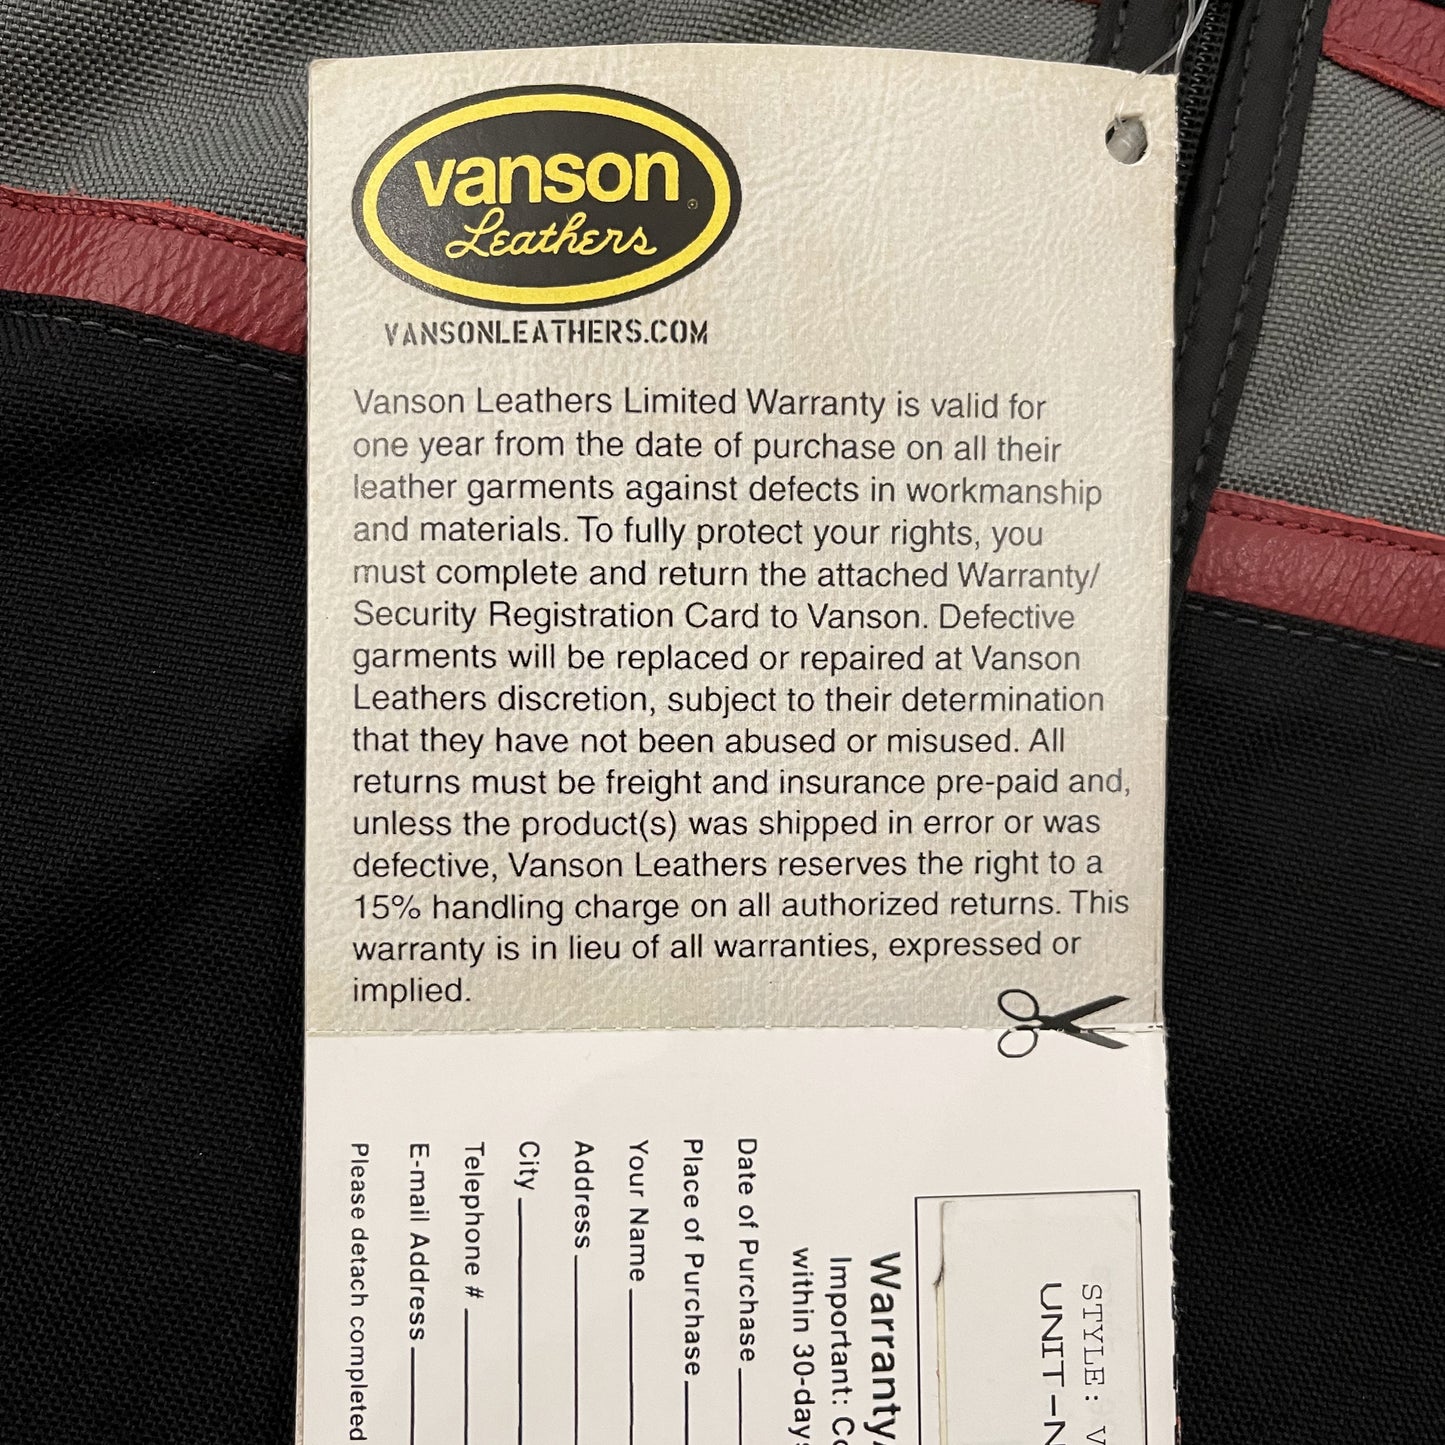 vanson
Leathers
VANSONLEATHERS.COM
Vanson Leathers Limited Warranty is valid for
one year from the date of purchase on all their
leather garments against defects in workmanship
and materials. To fully protect your rights, you
must complete and return the attached Warranty/
Security Registration Card to Vanson. Defective
garments will be replaced or repaired at Vanson
Leathers discretion, subject to their determination
that they have not been abused or misused. All
returns must be freight and insurance pre-paid and,
unless the product(s) was shipped in error or was
defective, Vanson Leathers reserves the right to a
15% handling charge on all authorized returns. This
warranty is in lieu of all warranties, expressed or
implied.
STYLE: V
UNIT-N
Warranty/
Important: Co
within 30-days
Date of Purchase
Place of Purchase
Your Name
Address
City
Telephone #
E-mail Address
Please detach completed